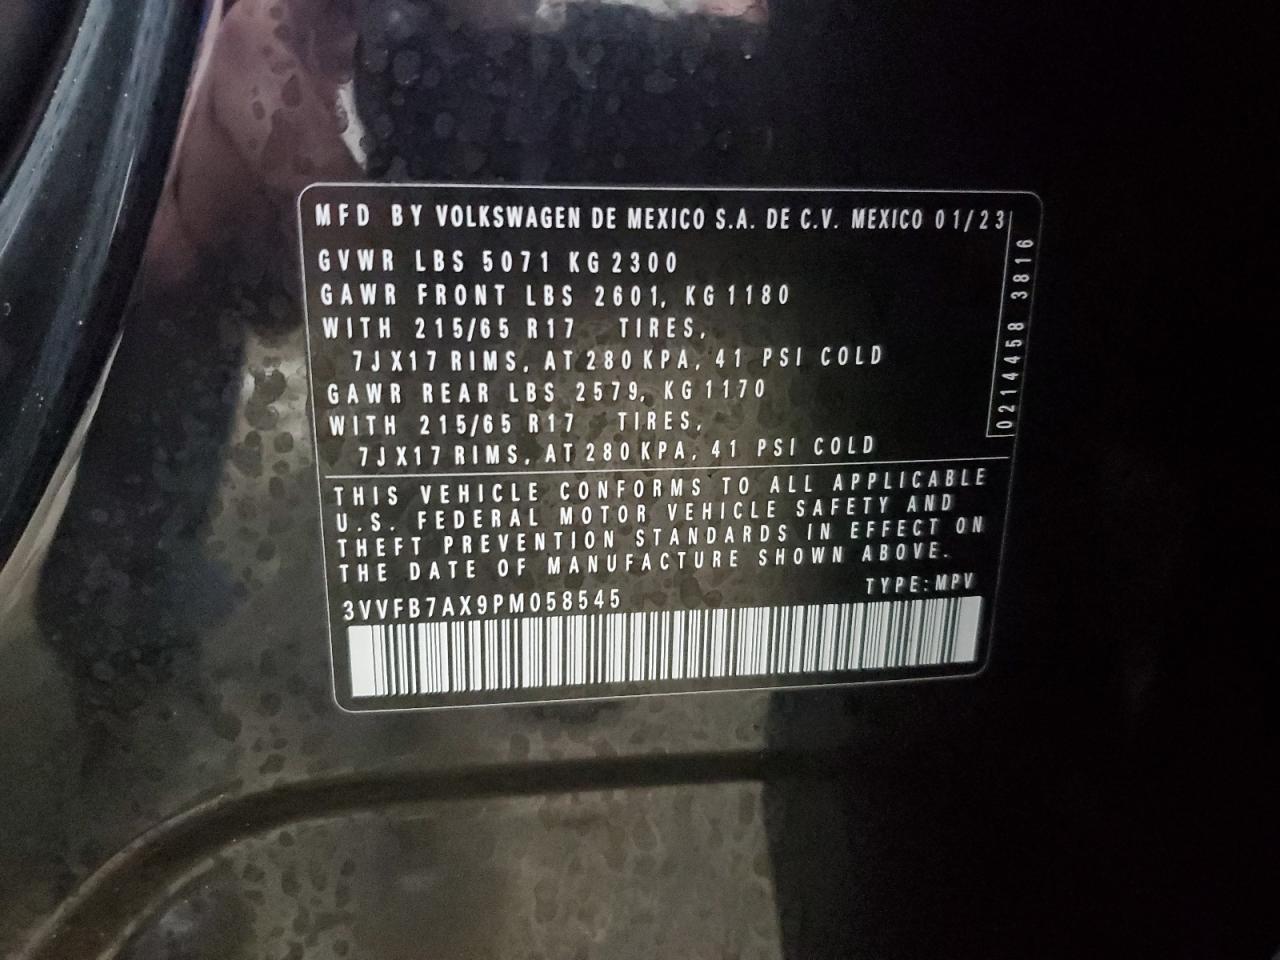 MFD BY VOLKSWAGEN DE MEXICO S.A. DE C.V. MEXICO 01/23
GVWR LBS 5071 KG 2300
GAWR FRONT LBS 2601, KG 1180
WITH 215/65 R17 TIRES,
7JX17 RIMS, AT 280 KPA, 41 PSI COLD
GAWR REAR LBS 2579, KG 1170
WITH 215/65 R17 TIRES,
7JX17 RIMS, AT 280 KPA, 41 PSI COLD
0214458 3816
THIS VEHICLE CONFORMS TO ALL APPLICABLE
U.S. FEDERAL MOTOR VEHICLE SAFETY AND
THEFT PREVENTION STANDARDS IN EFFECT ON
THE DATE OF MANUFACTURE SHOWN ABOVE.
3VVFB7AX9PM058545 TYPE: MPV